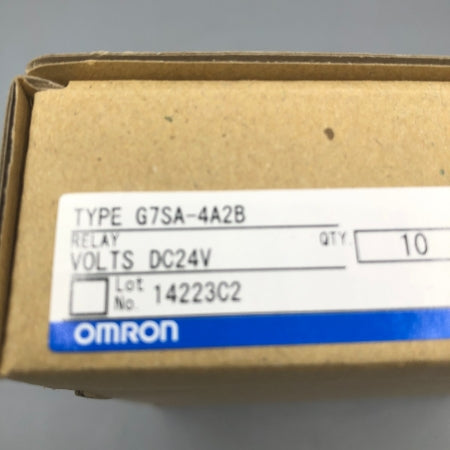 TYPE G7SA-4A2B
RELAY
VOLTS DC24V
QTY. 10
Lot No. 14223C2
OMRON